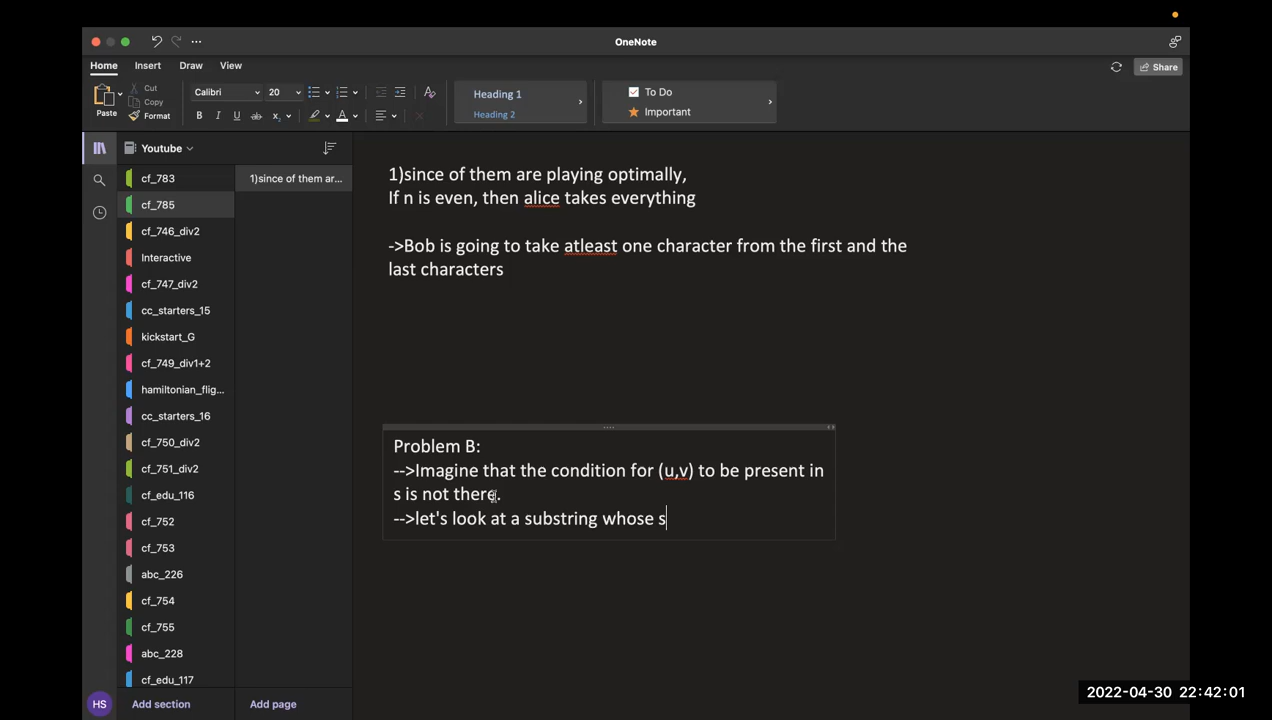 OneNote
Home Insert Draw View
Share
Paste
Cut
Copy
Format
Calibri 20
B I U ab x A
Heading 1
Heading 2
To Do
Important
Youtube
cf_783
cf_785
cf_746_div2
Interactive
cf_747_div2
cc_starters_15
kickstart_G
cf_749_div1+2
hamiltonian_flig...
cc_starters_16
cf_750_div2
cf_751_div2
cf_edu_116
cf_752
cf_753
abc_226
cf_754
cf_755
abc_228
cf_edu_117
HS
Add section
1)since of them ar...
Add page
1)since of them are playing optimally,
If n is even, then alice takes everything
->Bob is going to take atleast one character from the first and the
last characters
Problem B:
-->Imagine that the condition for (u,v) to be present in
s is not there.
-->let's look at a substring whose s
2022-04-30 22:42:01